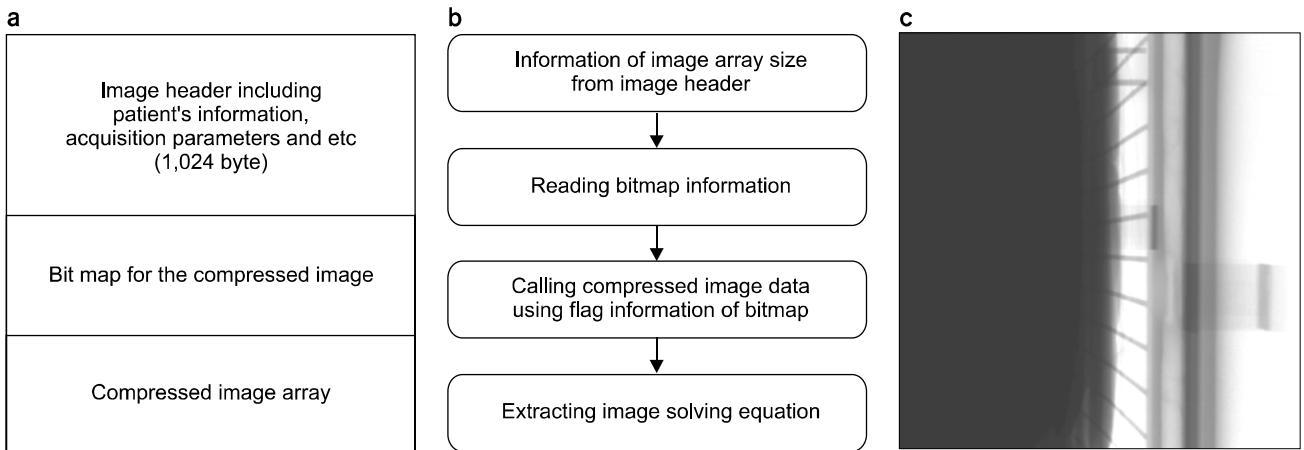 a
Image header including
patient's information,
acquisition parameters and etc
(1,024 byte)
Bit map for the compressed image
Compressed image array
b
Information of image array size
from image header
Reading bitmap information
Calling compressed image data
using flag information of bitmap
Extracting image solving equation
c